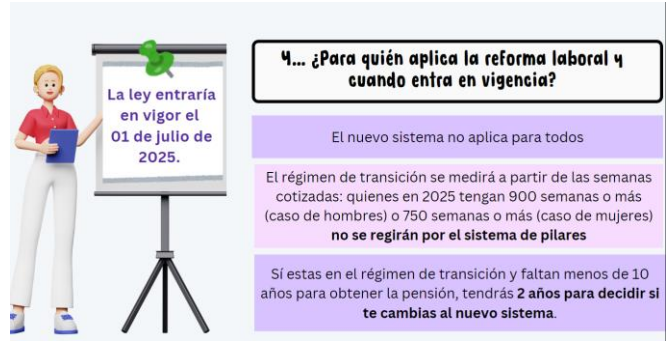 La ley entraría
en vigor el
01 de julio de
2025.
4... ¿Para quién aplica la reforma laboral y
cuando entra en vigencia?
El nuevo sistema no aplica para todos
El régimen de transición se medirá a partir de las semanas
cotizadas: quienes en 2025 tengan 900 semanas o más
(caso de hombres) o 750 semanas o más (caso de mujeres)
no se regirán por el sistema de pilares
Sí estas en el régimen de transición y faltan menos de 10
años para obtener la pensión, tendrás 2 años para decidir si
te cambias al nuevo sistema.